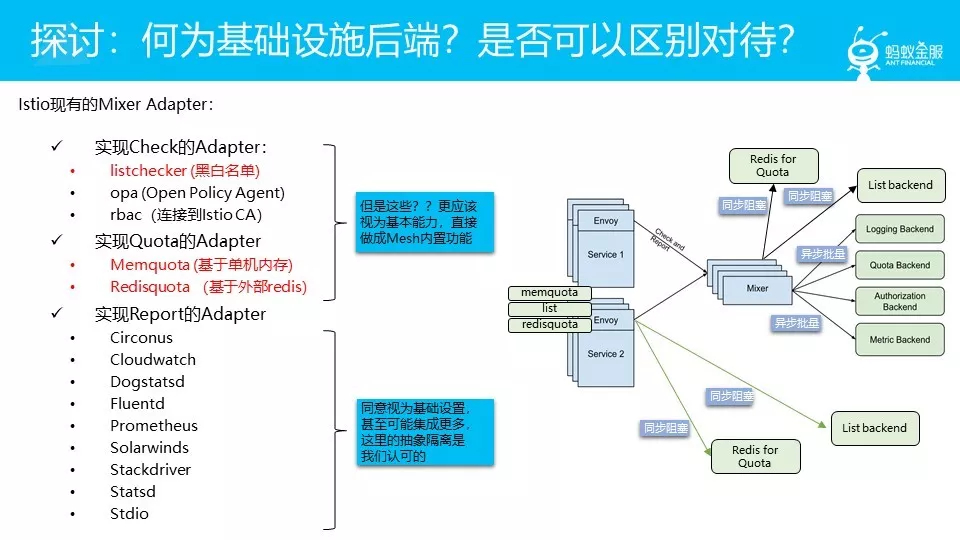 探讨：何为基础设施后端？是否可以区别对待？
蚂蚁金服
ANT FINANCIAL
Istio现有的Mixer Adapter：
✓ 实现Check的Adapter：
• listchecker (黑白名单)
• opa (Open Policy Agent)
• rbac（连接到Istio CA）
✓ 实现Quota的Adapter
• Memquota (基于单机内存)
• Redisquota （基于外部redis)
✓ 实现Report的Adapter
• Circonus
• Cloudwatch
• Dogstatsd
• Fluentd
• Prometheus
• Solarwinds
• Stackdriver
• Statsd
• Stdio
但是这些？？更应该
视为基本能力，直接
做成Mesh内置功能
同意视为基础设置，
甚至可能集成更多，
这里的抽象隔离是
我们认可的
Redis for
Quota
List backend
同步阻塞
同步阻塞
Envoy
Service 1
Check and
Report
Logging Backend
异步批量
Quota Backend
Mixer
Authorization
Backend
异步批量
Metric Backend
memquota
list
redisquota
Envoy
Service 2
同步阻塞
同步阻塞
List backend
Redis for
Quota